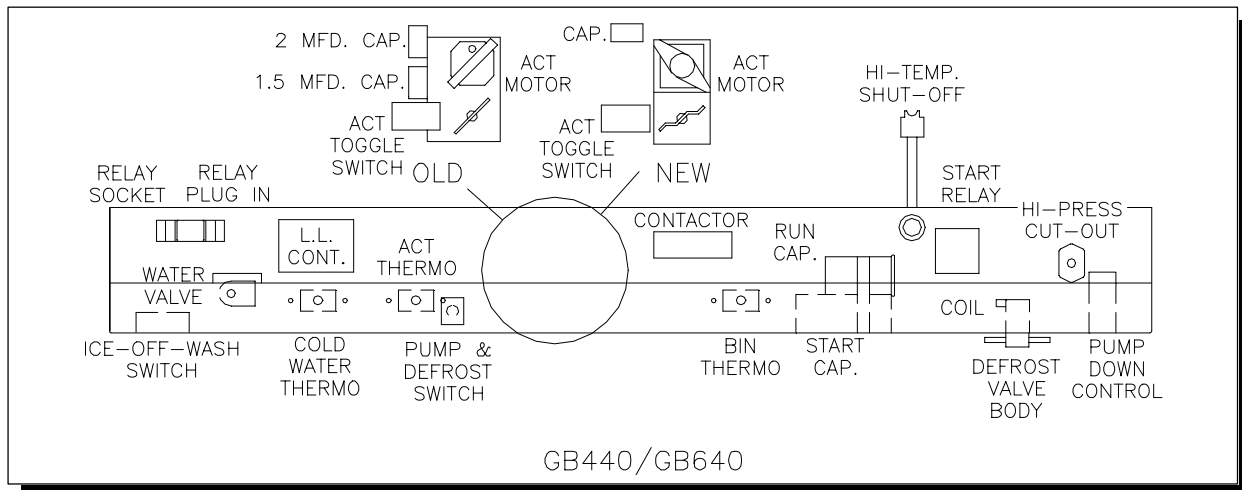 2 MFD. CAP.
1.5 MFD. CAP.
ACT
MOTOR
ACT
TOGGLE
SWITCH
OLD
CAP.
ACT
MOTOR
ACT
TOGGLE
SWITCH
NEW
HI-TEMP.
SHUT-OFF
RELAY
SOCKET
RELAY
PLUG IN
START
RELAY
HI-PRESS
CUT-OUT
L.L.
CONT.
ACT
THERMO
CONTACTOR
RUN
CAP.
WATER
VALVE
COIL
ICE-OFF-WASH
SWITCH
COLD
WATER
THERMO
PUMP &
DEFROST
SWITCH
BIN
THERMO
START
CAP.
DEFROST
VALVE
BODY
PUMP
DOWN
CONTROL
GB440/GB640